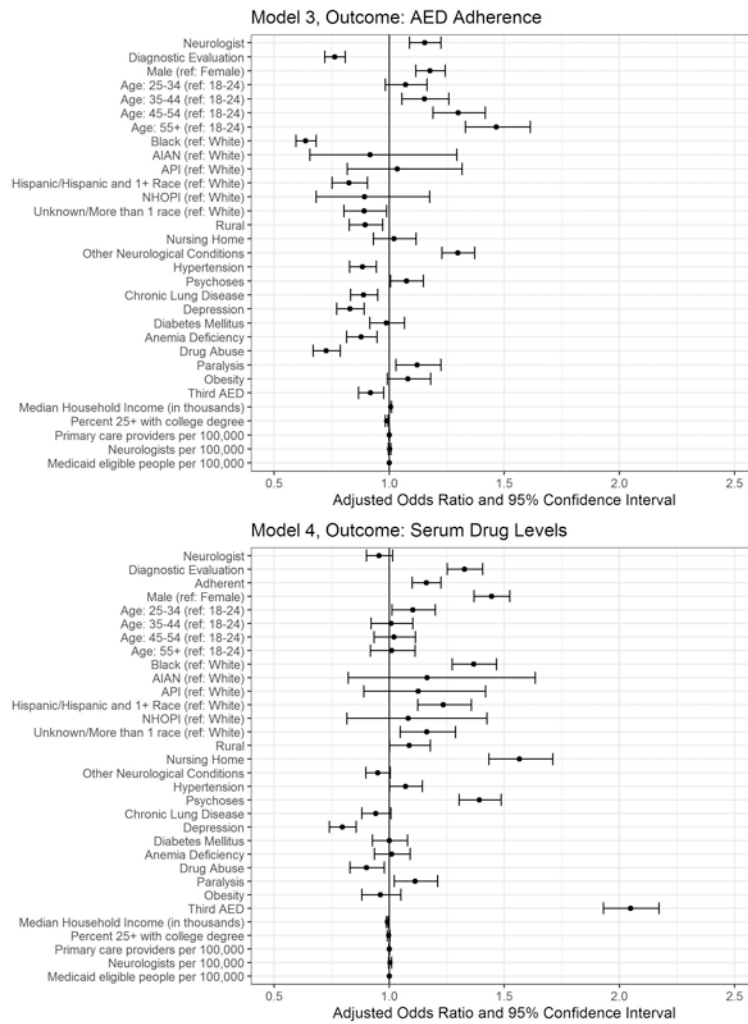 Model 3, Outcome: AED Adherence
Neurologist
Diagnostic Evaluation
Male (ref: Female)
Age: 25-34 (ref: 18-24)
Age: 35-44 (ref: 18-24)
Age: 45-54 (ref: 18-24)
Age: 55+ (ref: 18-24)
Black (ref: White)
AIAN (ref: White)
API (ref: White)
Hispanic/Hispanic and 1+ Race (ref: White)
NHOPI (ref: White)
Unknown/More than 1 race (ref: White)
Rural
Nursing Home
Other Neurological Conditions
Hypertension
Psychoses
Chronic Lung Disease
Depression
Diabetes Mellitus
Anemia Deficiency
Drug Abuse
Paralysis
Obesity
Third AED
Median Household Income (in thousands)
Percent 25+ with college degree
Primary care providers per 100,000
Neurologists per 100,000
Medicaid eligible people per 100,000
0.5 1.0 1.5 2.0 2.5
Adjusted Odds Ratio and 95% Confidence Interval
Model 4, Outcome: Serum Drug Levels
Neurologist
Diagnostic Evaluation
Adherent
Male (ref: Female)
Age: 25-34 (ref: 18-24)
Age: 35-44 (ref: 18-24)
Age: 45-54 (ref: 18-24)
Age: 55+ (ref: 18-24)
Black (ref: White)
AIAN (ref: White)
API (ref: White)
Hispanic/Hispanic and 1+ Race (ref: White)
NHOPI (ref: White)
Unknown/More than 1 race (ref: White)
Rural
Nursing Home
Other Neurological Conditions
Hypertension
Psychoses
Chronic Lung Disease
Depression
Diabetes Mellitus
Anemia Deficiency
Drug Abuse
Paralysis
Obesity
Third AED
Median Household Income (in thousands)
Percent 25+ with college degree
Primary care providers per 100,000
Neurologists per 100,000
Medicaid eligible people per 100,000
0.5 1.0 1.5 2.0 2.5
Adjusted Odds Ratio and 95% Confidence Interval